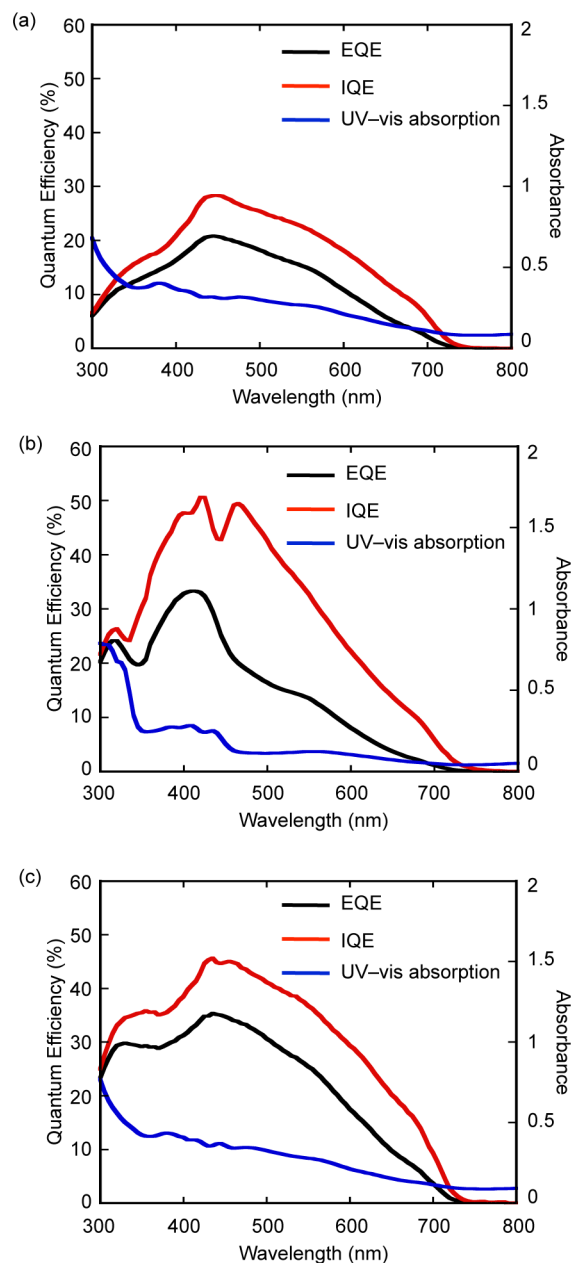 (a)
60
50
40
30
20
10
0
2
1.5
1
0.5
0
Quantum Efficiency (%)
Absorbance
EQE
IQE
UV–vis absorption
300 400 500 600 700 800
Wavelength (nm)
(b)
60
50
40
30
20
10
0
2
1.5
1
0.5
0
Quantum Efficiency (%)
Absorbance
EQE
IQE
UV–vis absorption
300 400 500 600 700 800
Wavelength (nm)
(c)
60
50
40
30
20
10
0
2
1.5
1
0.5
0
Quantum Efficiency (%)
Absorbance
EQE
IQE
UV–vis absorption
300 400 500 600 700 800
Wavelength (nm)